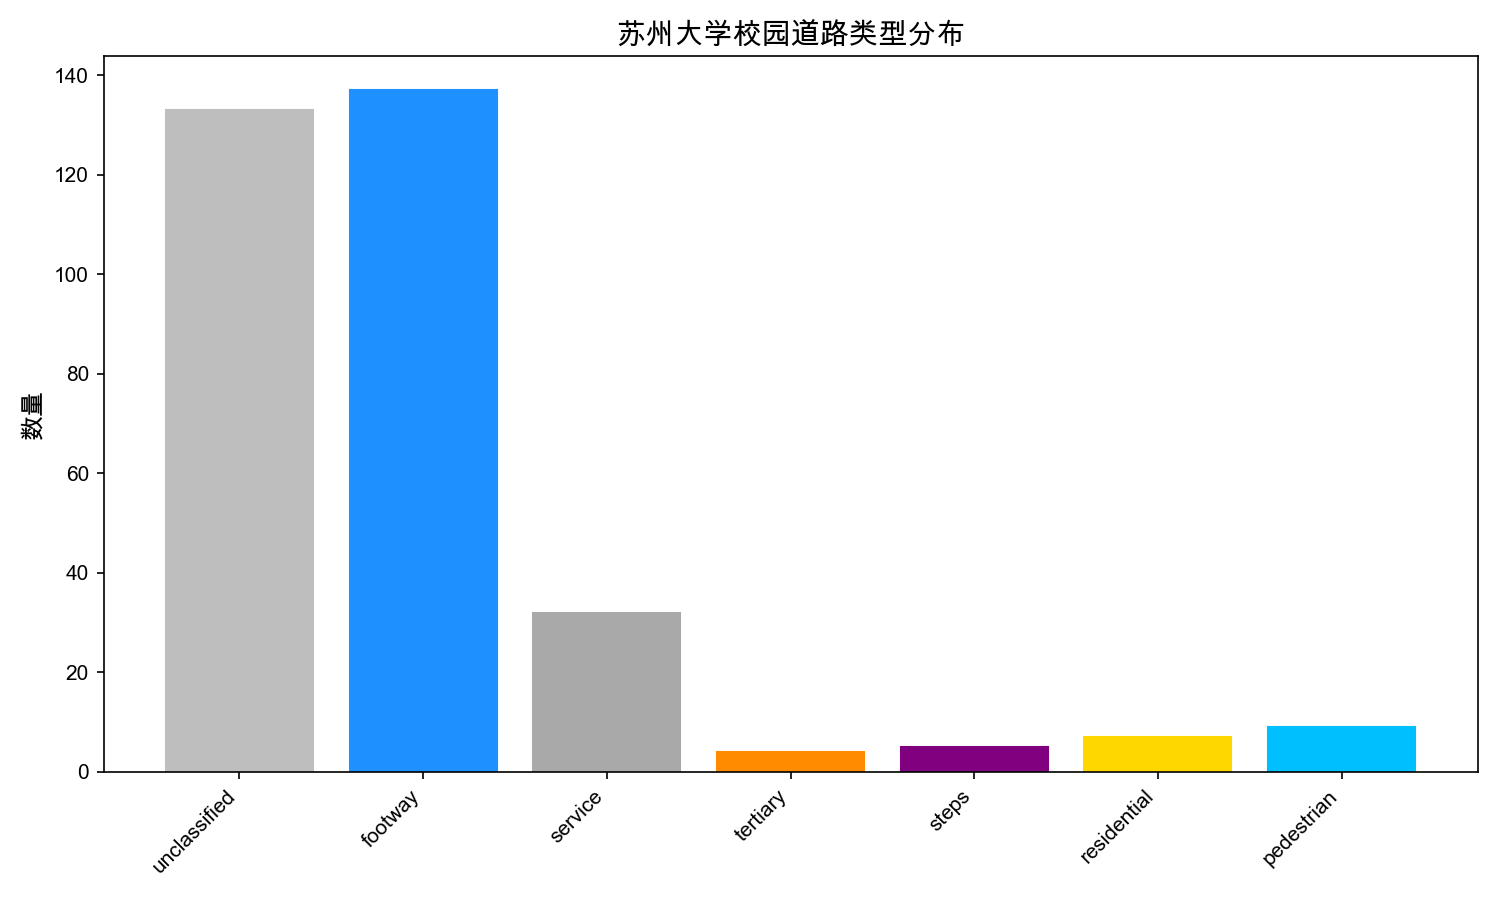 苏州大学校园道路类型分布
数量
140
120
100
80
60
40
20
0
unclassified
footway
service
tertiary
steps
residential
pedestrian